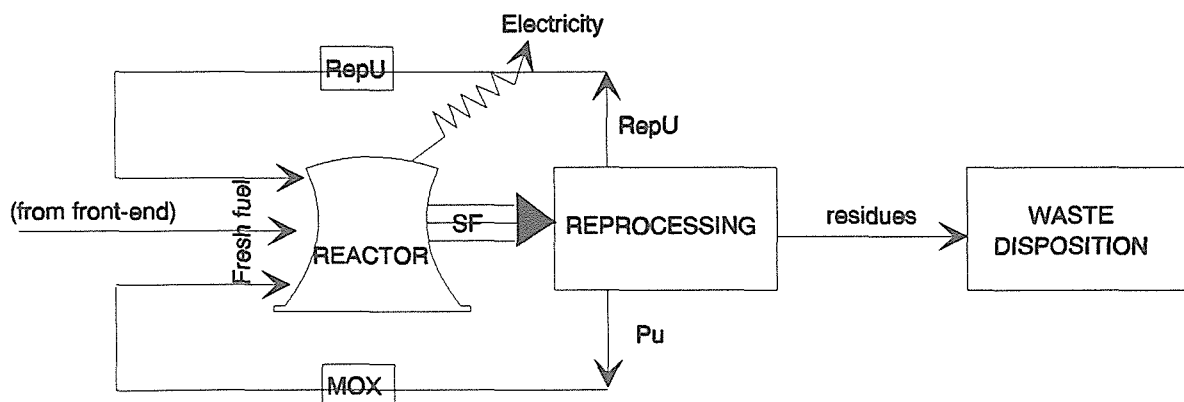 Electricity
RepU
RepU
(from front-end)
Fresh fuel
REACTOR
SF
REPROCESSING
residues
WASTE
DISPOSITION
Pu
MOX